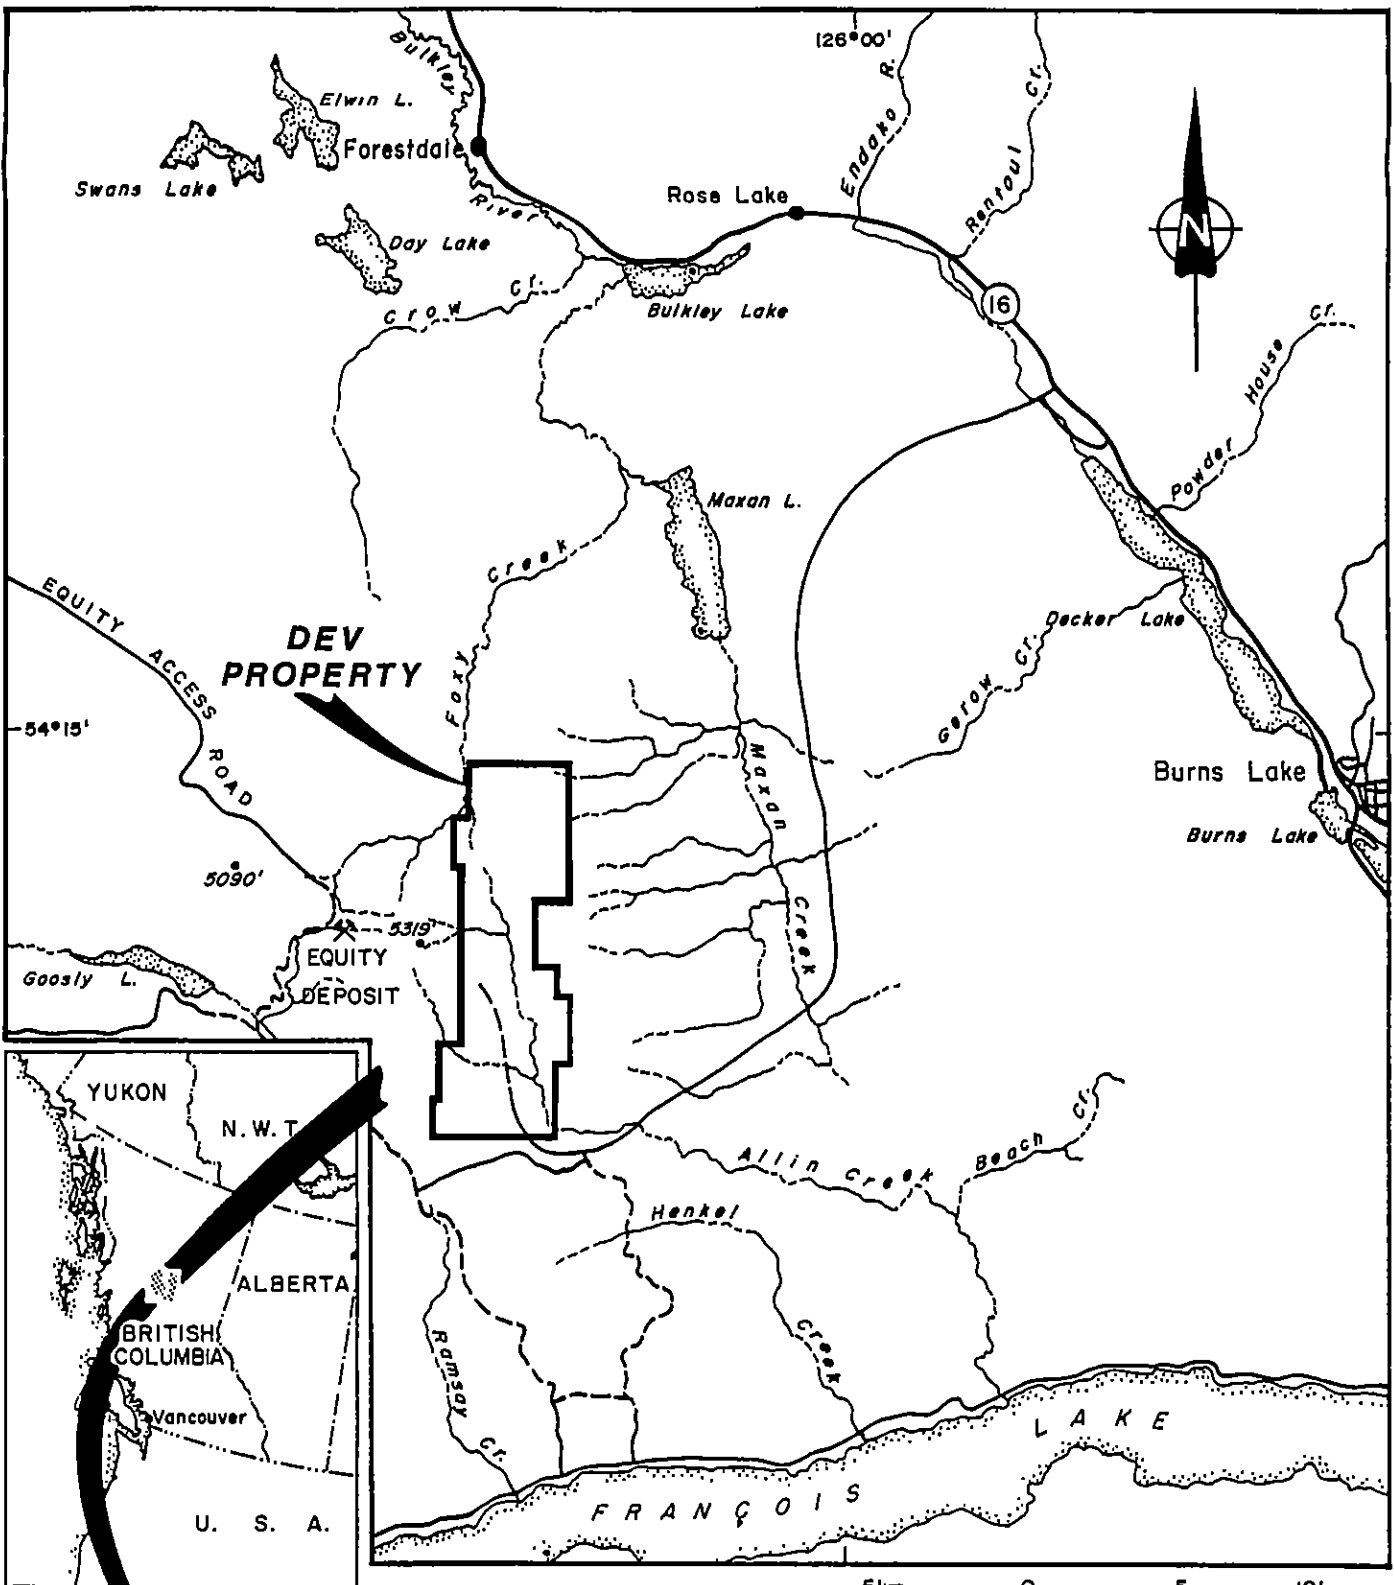 126°00'
Bulkley
River
Elwin L.
Forestdale
Swans Lake
Day Lake
Rose Lake
Endako R.
Rentoul Cr.
N
16
Crow Cr.
Bulkley Lake
Powder House Cr.
Maxan L.
Foxy Creek
EQUITY ACCESS ROAD
DEV
PROPERTY
Decker Lake
Gerow Cr.
54°15'
Maxan Creek
Burns Lake
Burns Lake
5090'
5319'
EQUITY
DEPOSIT
Goosly L.
YUKON
N.W.T.
ALBERTA
BRITISH
COLUMBIA
Vancouver
U. S. A.
Allin Creek
Beach Cr.
Henkel Creek
Ramsay Cr.
FRANÇOIS LAKE